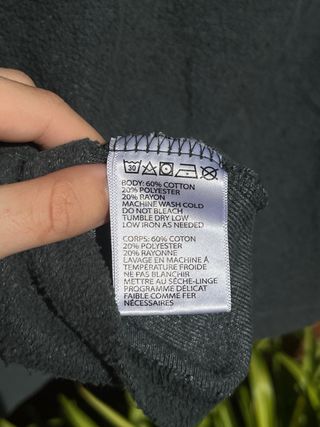 30
BODY: 60% COTTON
20% POLYESTER
20% RAYON
MACHINE WASH COLD
DO NOT BLEACH
TUMBLE DRY LOW
LOW IRON AS NEEDED
CORPS: 60% COTON
20% POLYESTER
20% RAYONNE
LAVAGE EN MACHINE À
TEMPÉRATURE FROIDE
NE PAS BLANCHIR
METTRE AU SÈCHE-LINGE
PROGRAMME DÉLICAT
FAIBLE COMME FER
NÉCESSAIRES